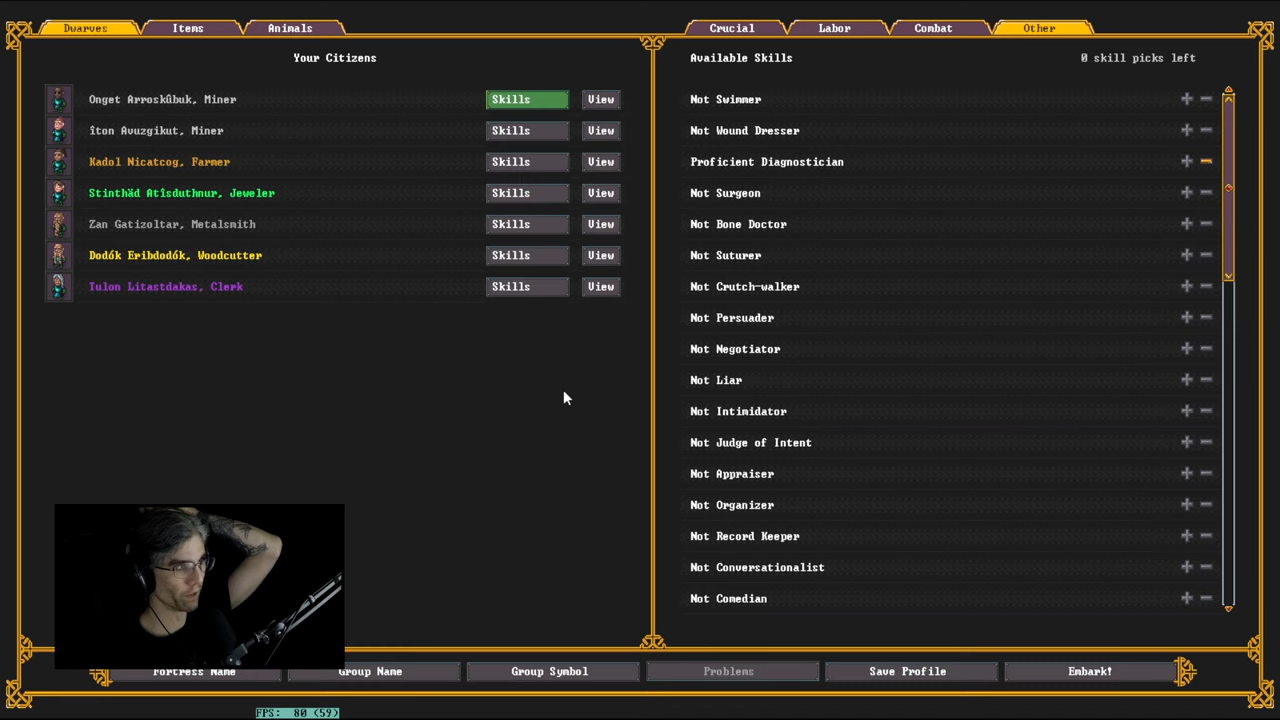 Dwarves Items Animals Crucial Labor Combat Other
Your Citizens
Onget Arroskûbuk, Miner Skills View
îton Avuzgikut, Miner Skills View
Kadol Nicatcog, Farmer Skills View
Stinthäd Atîsduthnur, Jeweler Skills View
Zan Gatizoltar, Metalsmith Skills View
Dodók Eribdodók, Woodcutter Skills View
Tulon Litastdakas, Clerk Skills View
Available Skills 0 skill picks left
Not Swimmer
Not Wound Dresser
Proficient Diagnostician
Not Surgeon
Not Bone Doctor
Not Suturer
Not Crutch-walker
Not Persuader
Not Negotiator
Not Liar
Not Intimidator
Not Judge of Intent
Not Appraiser
Not Organizer
Not Record Keeper
Not Conversationalist
Not Comedian
Fortress Name Group Name Group Symbol Problems Save Profile Embark!
FPS: 80 (59)